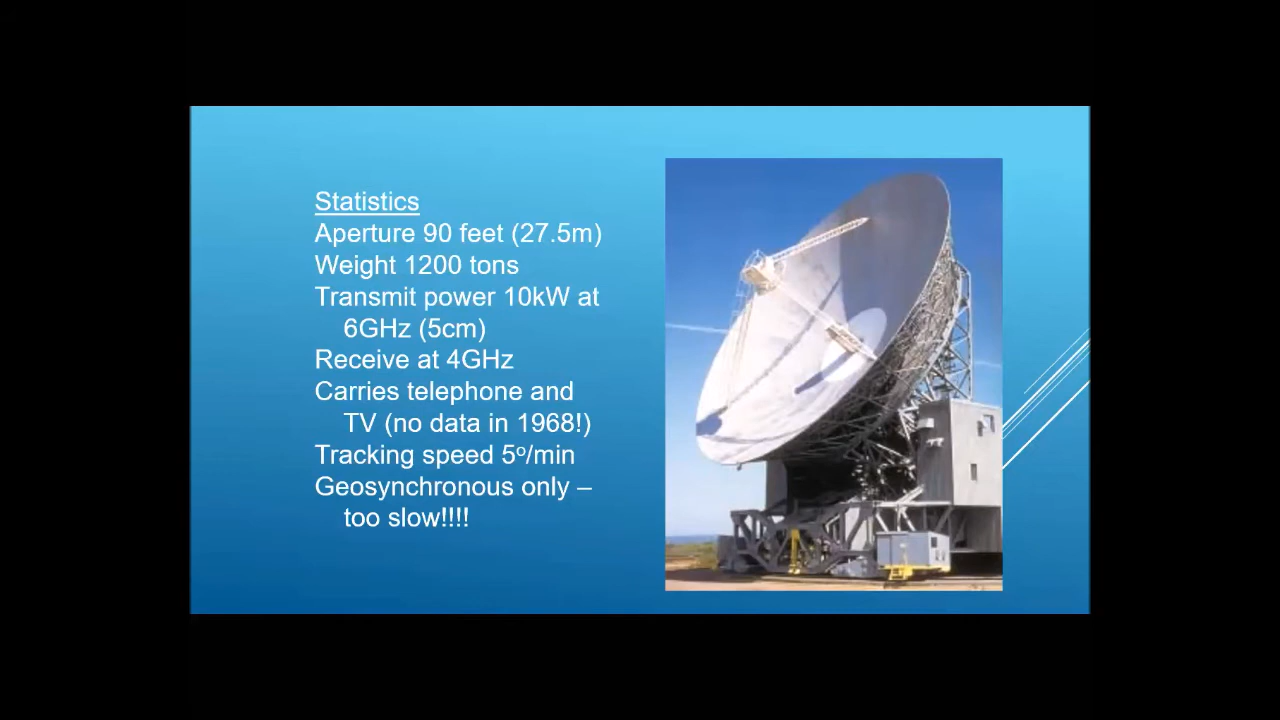 Statistics
Aperture 90 feet (27.5m)
Weight 1200 tons
Transmit power 10kW at
6GHz (5cm)
Receive at 4GHz
Carries telephone and
TV (no data in 1968!)
Tracking speed 5º/min
Geosynchronous only –
too slow!!!!